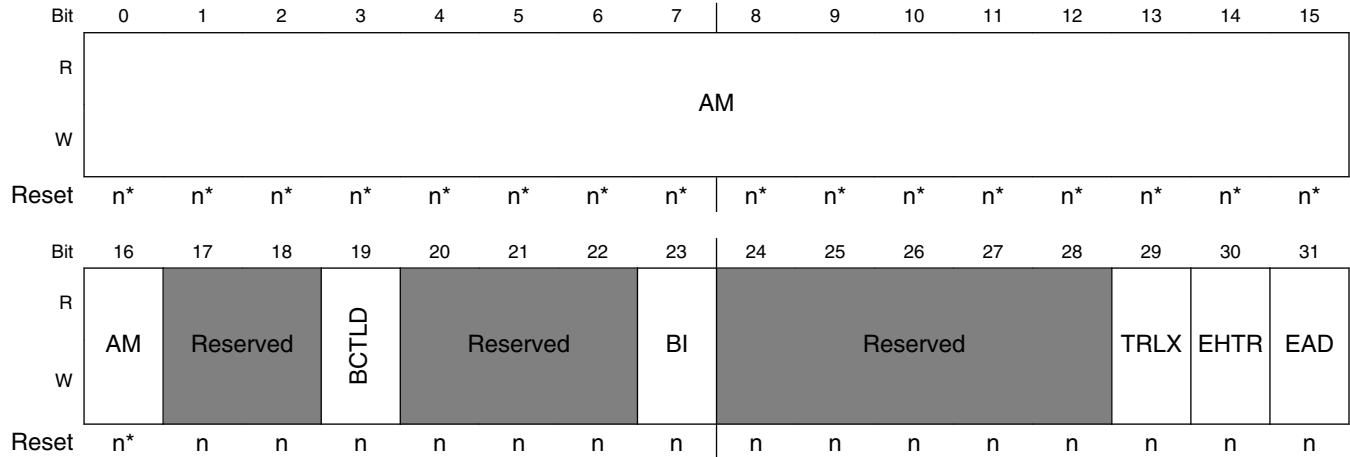 Bit 0 1 2 3 4 5 6 7 8 9 10 11 12 13 14 15
R
AM
W
Reset n* n* n* n* n* n* n* n* n* n* n* n* n* n* n* n*
Bit 16 17 18 19 20 21 22 23 24 25 26 27 28 29 30 31
R
AM Reserved BCTLD Reserved BI Reserved TRLX EHTR EAD
W
Reset n* n n n n n n n n n n n n n n n